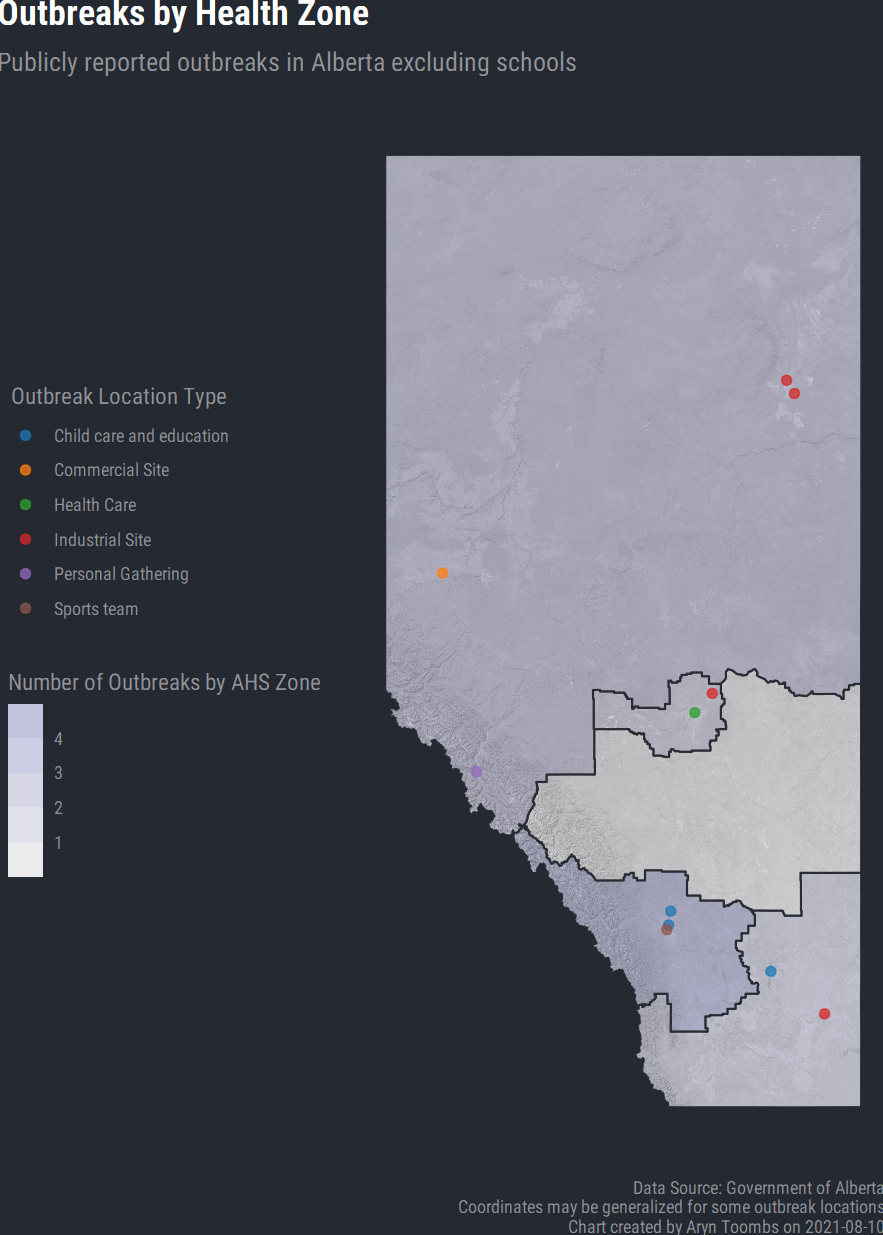 Outbreaks by Health Zone
Publicly reported outbreaks in Alberta excluding schools
Outbreak Location Type
Child care and education
Commercial Site
Health Care
Industrial Site
Personal Gathering
Sports team
Number of Outbreaks by AHS Zone
4
3
2
1
Data Source: Government of Alberta
Coordinates may be generalized for some outbreak locations
Chart created by Aryn Toombs on 2021-08-10